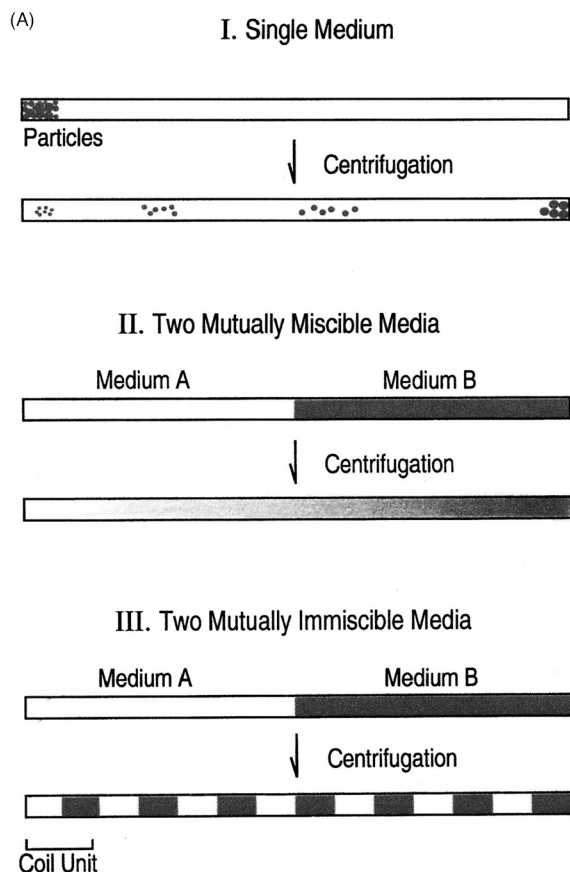 (A)
I. Single Medium
Particles
Centrifugation
II. Two Mutually Miscible Media
Medium A Medium B
Centrifugation
III. Two Mutually Immiscible Media
Medium A Medium B
Centrifugation
Coil Unit